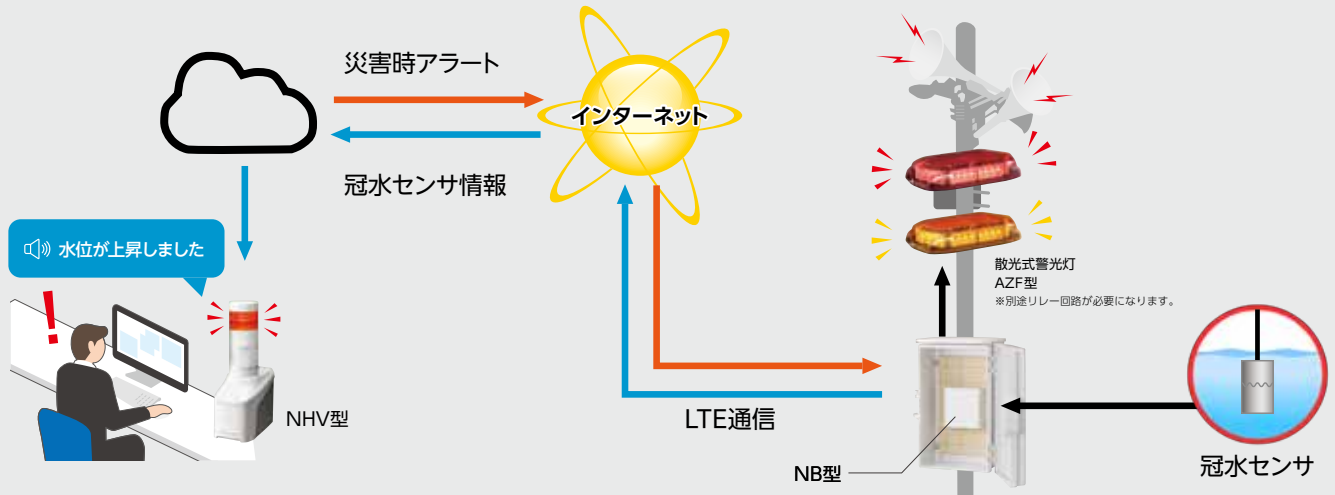 災害時アラート
インターネット
冠水センサ情報
水位が上昇しました
散光式警光灯
AZF型
※別途リレー回路が必要になります。
NHV型
LTE通信
NB型
冠水センサ